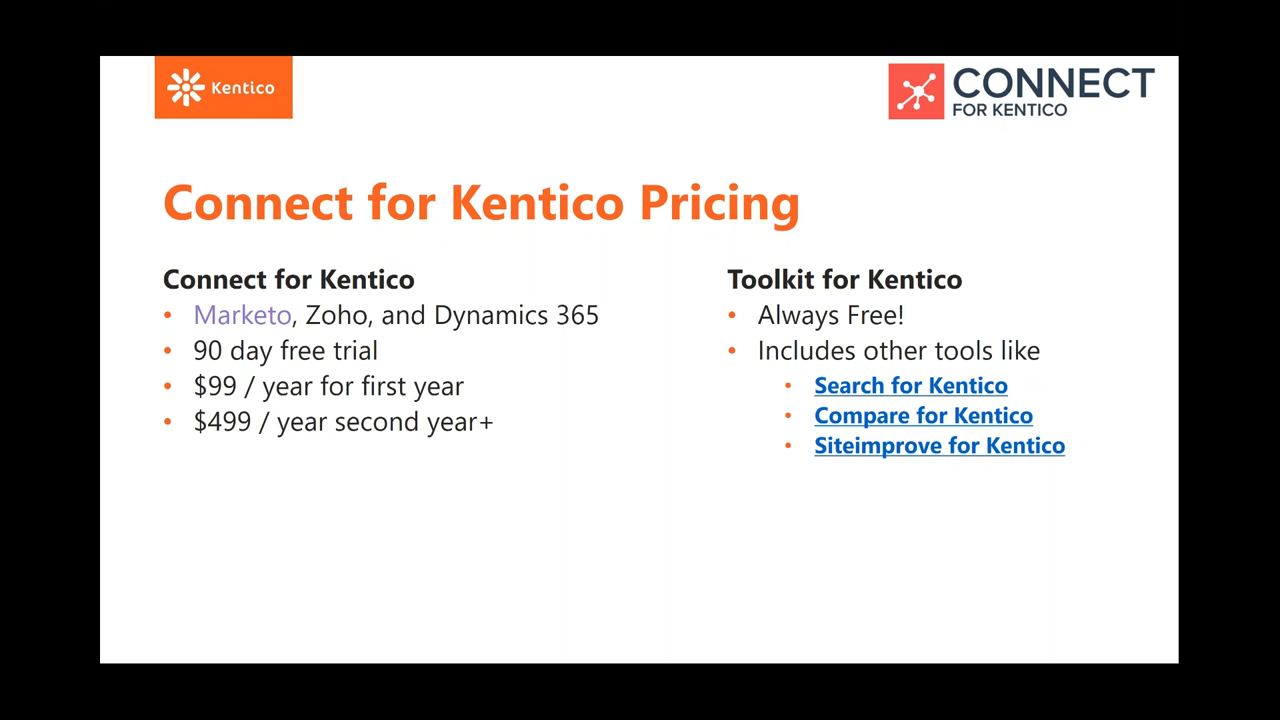 Kentico
CONNECT
FOR KENTICO
Connect for Kentico Pricing
Connect for Kentico
• Marketo, Zoho, and Dynamics 365
• 90 day free trial
• $99 / year for first year
• $499 / year second year+
Toolkit for Kentico
• Always Free!
• Includes other tools like
• Search for Kentico
• Compare for Kentico
• Siteimprove for Kentico